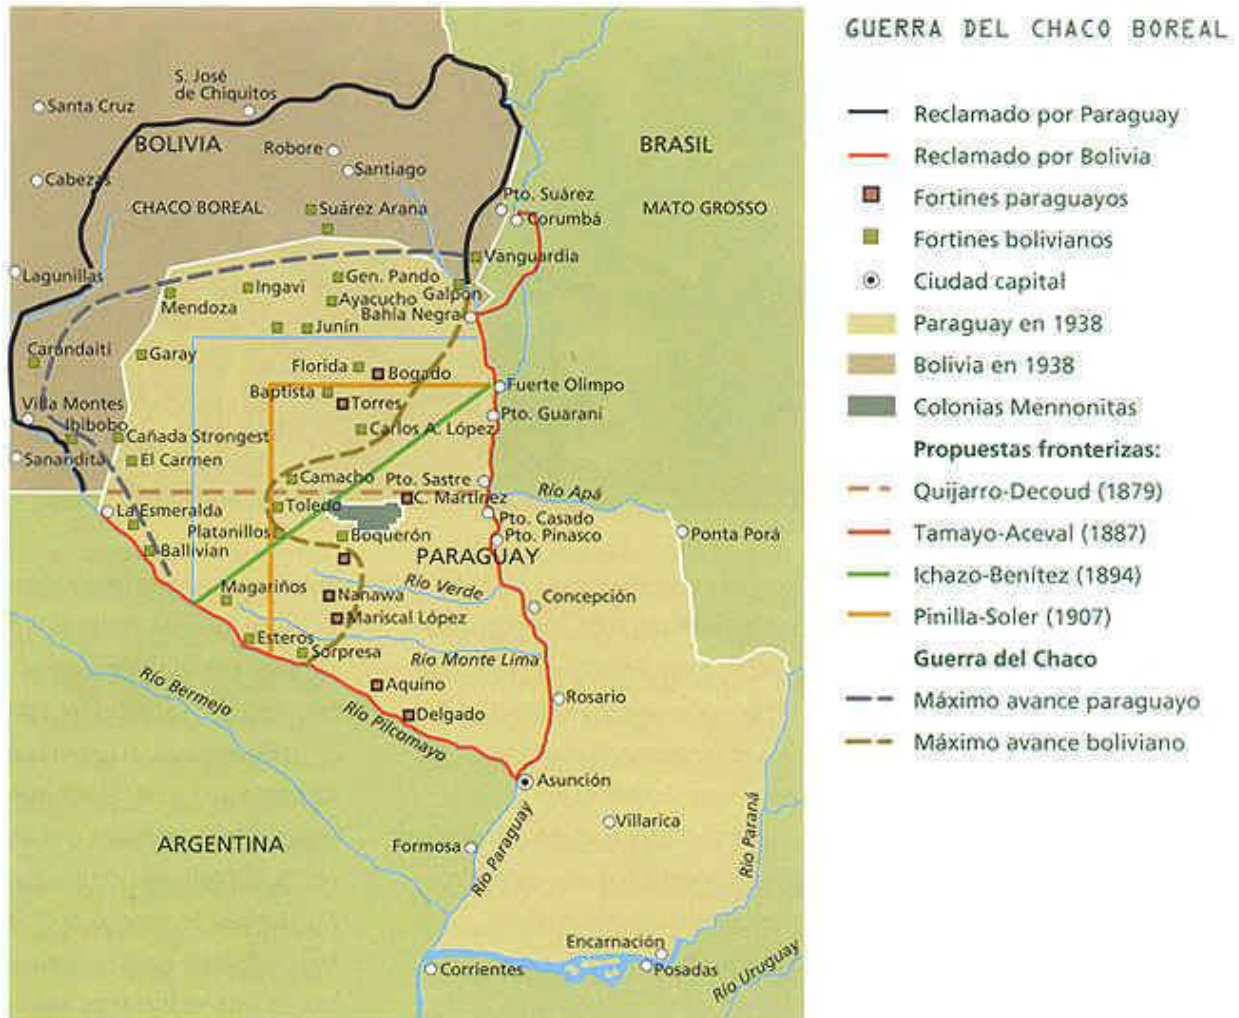 GUERRA DEL CHACO BOREAL
Reclamado por Paraguay
Reclamado por Bolivia
Fortines paraguayos
Fortines bolivianos
Ciudad capital
Paraguay en 1938
Bolivia en 1938
Colonias Mennonitas
Propuestas fronterizas:
Quijarro-Decoud (1879)
Tamayo-Aceval (1887)
Ichazo-Benítez (1894)
Pinilla-Soler (1907)
Guerra del Chaco
Máximo avance paraguayo
Máximo avance boliviano
S. José
de Chiquitos
Santa Cruz
BOLIVIA
Robore
BRASIL
Santiago
Cabezas
Pto. Suárez
CHACO BOREAL
Suárez Arana
MATO GROSSO
Corumbá
Vanguardia
Lagunillas
Gen. Pando
Ingavi
Galpón
Mendoza
Ayacucho
Bahía Negra
Junín
Carandaiti
Garay
Florida
Bogado
Fuerte Olimpo
Baptista
Torres
Villa Montes
Pto. Guaraní
Ibibobo
Carlos A. López
Cañada Strongest
Sanandita
El Carmen
Camacho
Pto. Sastre
Río Apá
C. Martínez
La Esmeralda
Toledo
Pto. Casado
Platanillos
Boquerón
Pto. Pinasco
Ponta Porá
Ballivian
PARAGUAY
Magariños
Río Verde
Nanawa
Concepción
Mariscal López
Esteros
Sorpresa
Río Monte Lima
Río Bermejo
Aquino
Rosario
Río Pilcomayo
Delgado
Asunción
Villarica
Río Paraná
ARGENTINA
Formosa
Río Paraguay
Encarnación
Corrientes
Posadas
Río Uruguay